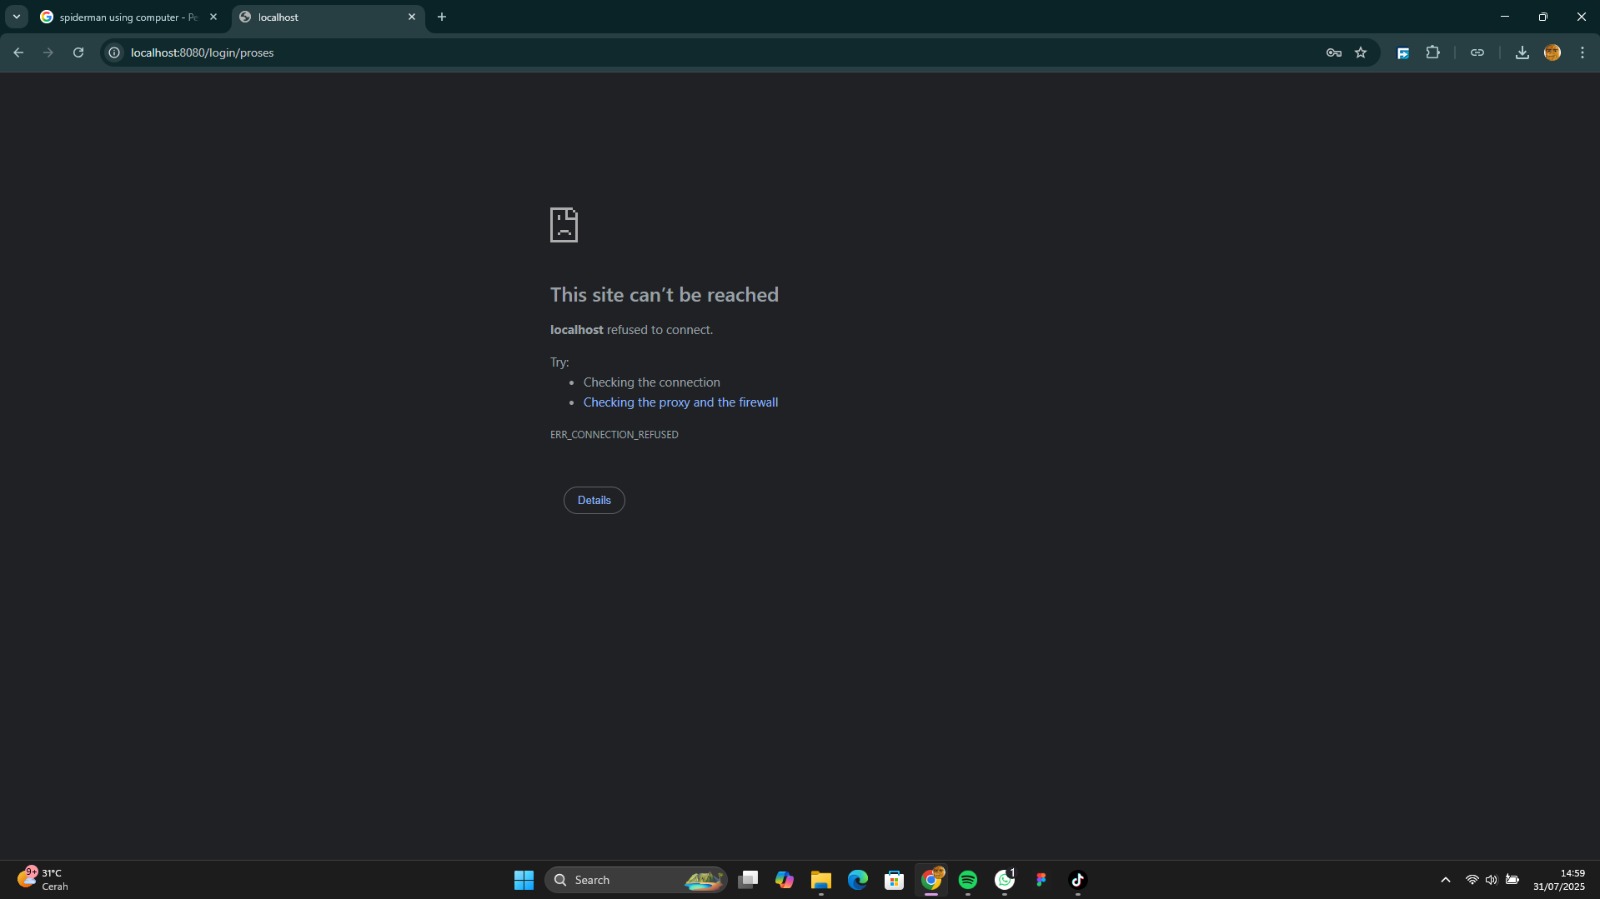 spiderman using computer - Pe
localhost
localhost:8080/login/proses
This site can't be reached
localhost refused to connect.
Try:
• Checking the connection
• Checking the proxy and the firewall
ERR_CONNECTION_REFUSED
Details
9+
31°C
Cerah
Search
1
14:59
31/07/2025